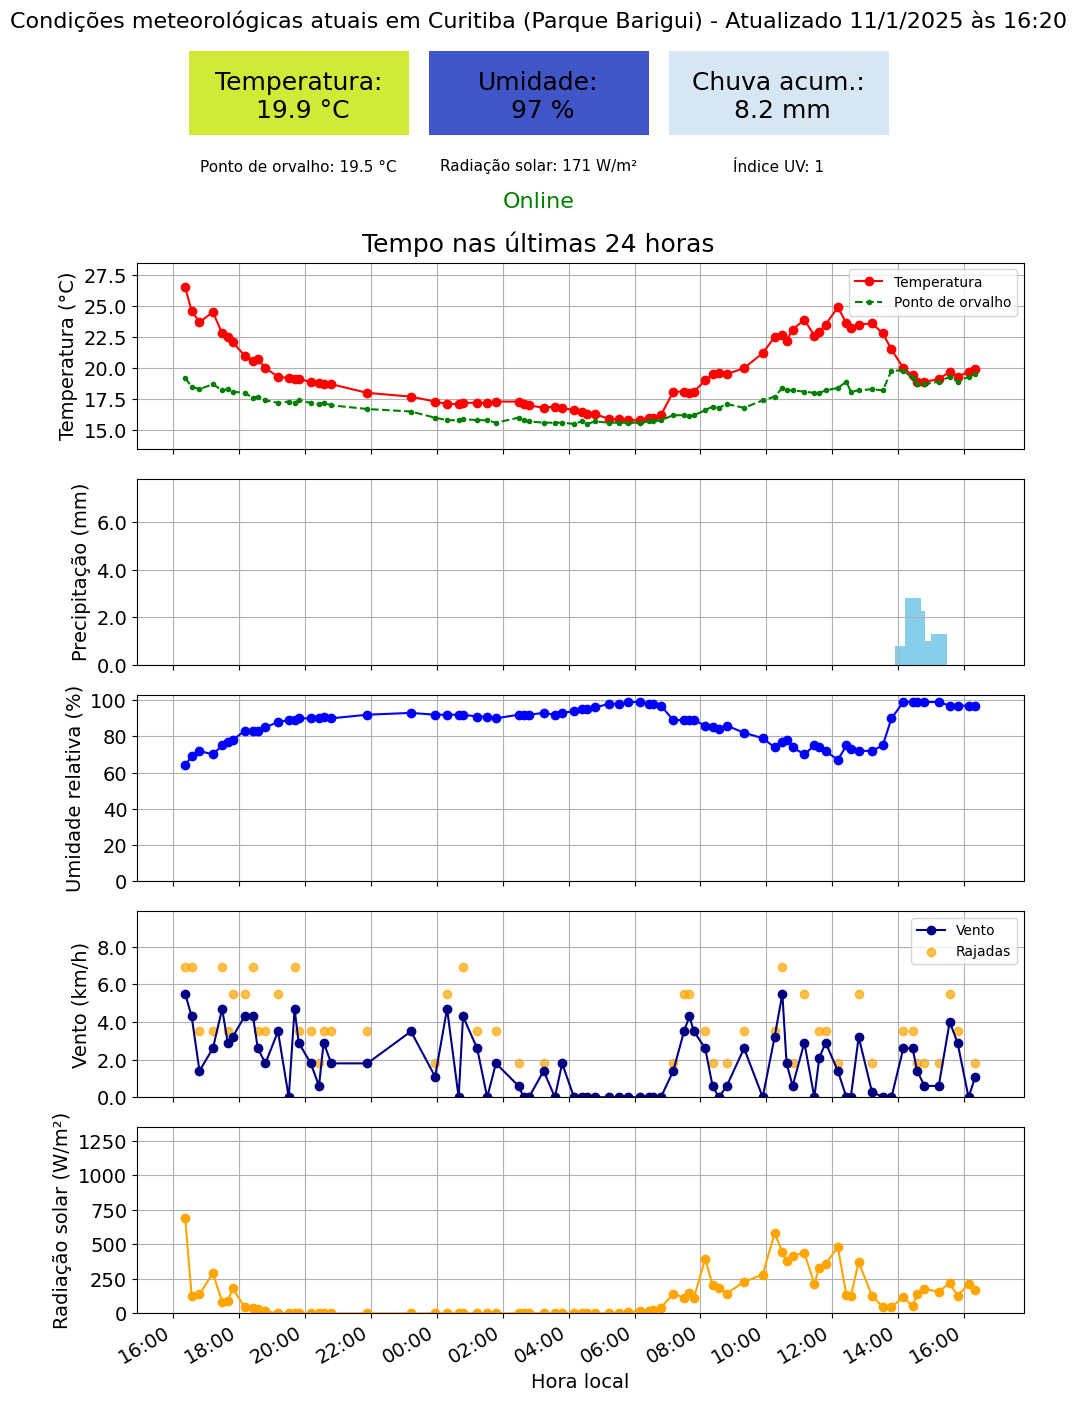 Condições meteorológicas atuais em Curitiba (Parque Barigui) - Atualizado 11/1/2025 às 16:20
Temperatura:
19.9 °C
Umidade:
97 %
Chuva acum.:
8.2 mm
Ponto de orvalho: 19.5 °C
Radiação solar: 171 W/m²
Índice UV: 1
Online
Tempo nas últimas 24 horas
Temperatura (°C)
27.5
25.0
22.5
20.0
17.5
15.0
Temperatura
Ponto de orvalho
Precipitação (mm)
6.0
4.0
2.0
0.0
Umidade relativa (%)
100
80
60
40
20
0
Vento (km/h)
8.0
6.0
4.0
2.0
0.0
Vento
Rajadas
Radiação solar (W/m²)
1250
1000
750
500
250
0
16:00
18:00
20:00
22:00
00:00
02:00
04:00
06:00
08:00
10:00
12:00
14:00
16:00
Hora local